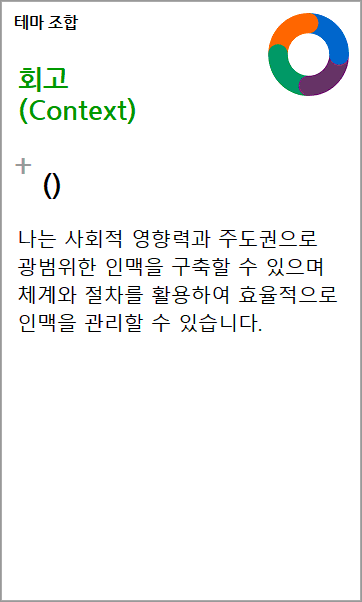 테마 조합
회고
(Context)
+
()
나는 사회적 영향력과 주도권으로
광범위한 인맥을 구축할 수 있으며
체계와 절차를 활용하여 효율적으로
인맥을 관리할 수 있습니다.